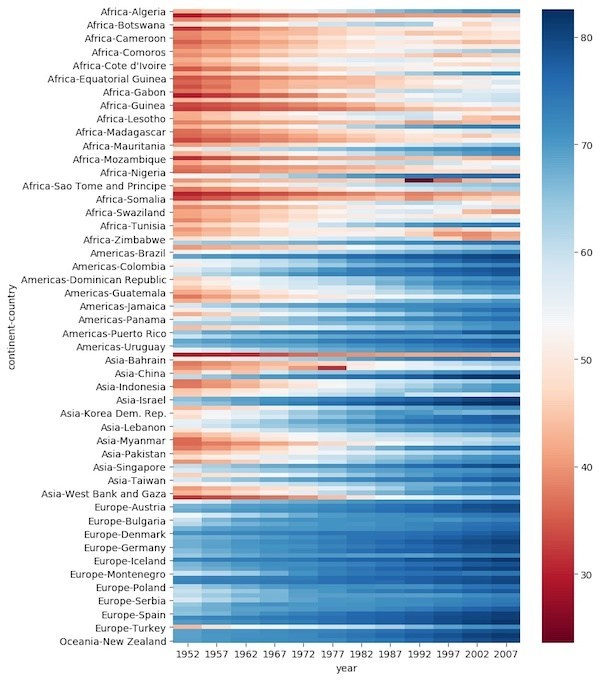 Africa-Algeria
Africa-Botswana
Africa-Cameroon
Africa-Comoros
Africa-Cote d'Ivoire
Africa-Equatorial Guinea
Africa-Gabon
Africa-Guinea
Africa-Lesotho
Africa-Madagascar
Africa-Mauritania
Africa-Mozambique
Africa-Nigeria
Africa-Sao Tome and Principe
Africa-Somalia
Africa-Swaziland
Africa-Tunisia
Africa-Zimbabwe
Americas-Brazil
Americas-Colombia
Americas-Dominican Republic
Americas-Guatemala
Americas-Jamaica
Americas-Panama
Americas-Puerto Rico
Americas-Uruguay
Asia-Bahrain
Asia-China
Asia-Indonesia
Asia-Israel
Asia-Korea Dem. Rep.
Asia-Lebanon
Asia-Myanmar
Asia-Pakistan
Asia-Singapore
Asia-Taiwan
Asia-West Bank and Gaza
Europe-Austria
Europe-Bulgaria
Europe-Denmark
Europe-Germany
Europe-Iceland
Europe-Montenegro
Europe-Poland
Europe-Serbia
Europe-Spain
Europe-Turkey
Oceania-New Zealand
continent-country
1952 1957 1962 1967 1972 1977 1982 1987 1992 1997 2002 2007
year
80
70
60
50
40
30